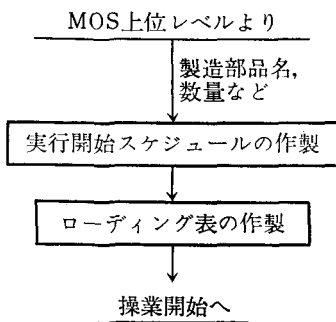 MOS上位レベルより
製造部品名,
数量など
実行開始スケジュールの作製
ローディング表の作製
操業開始へ